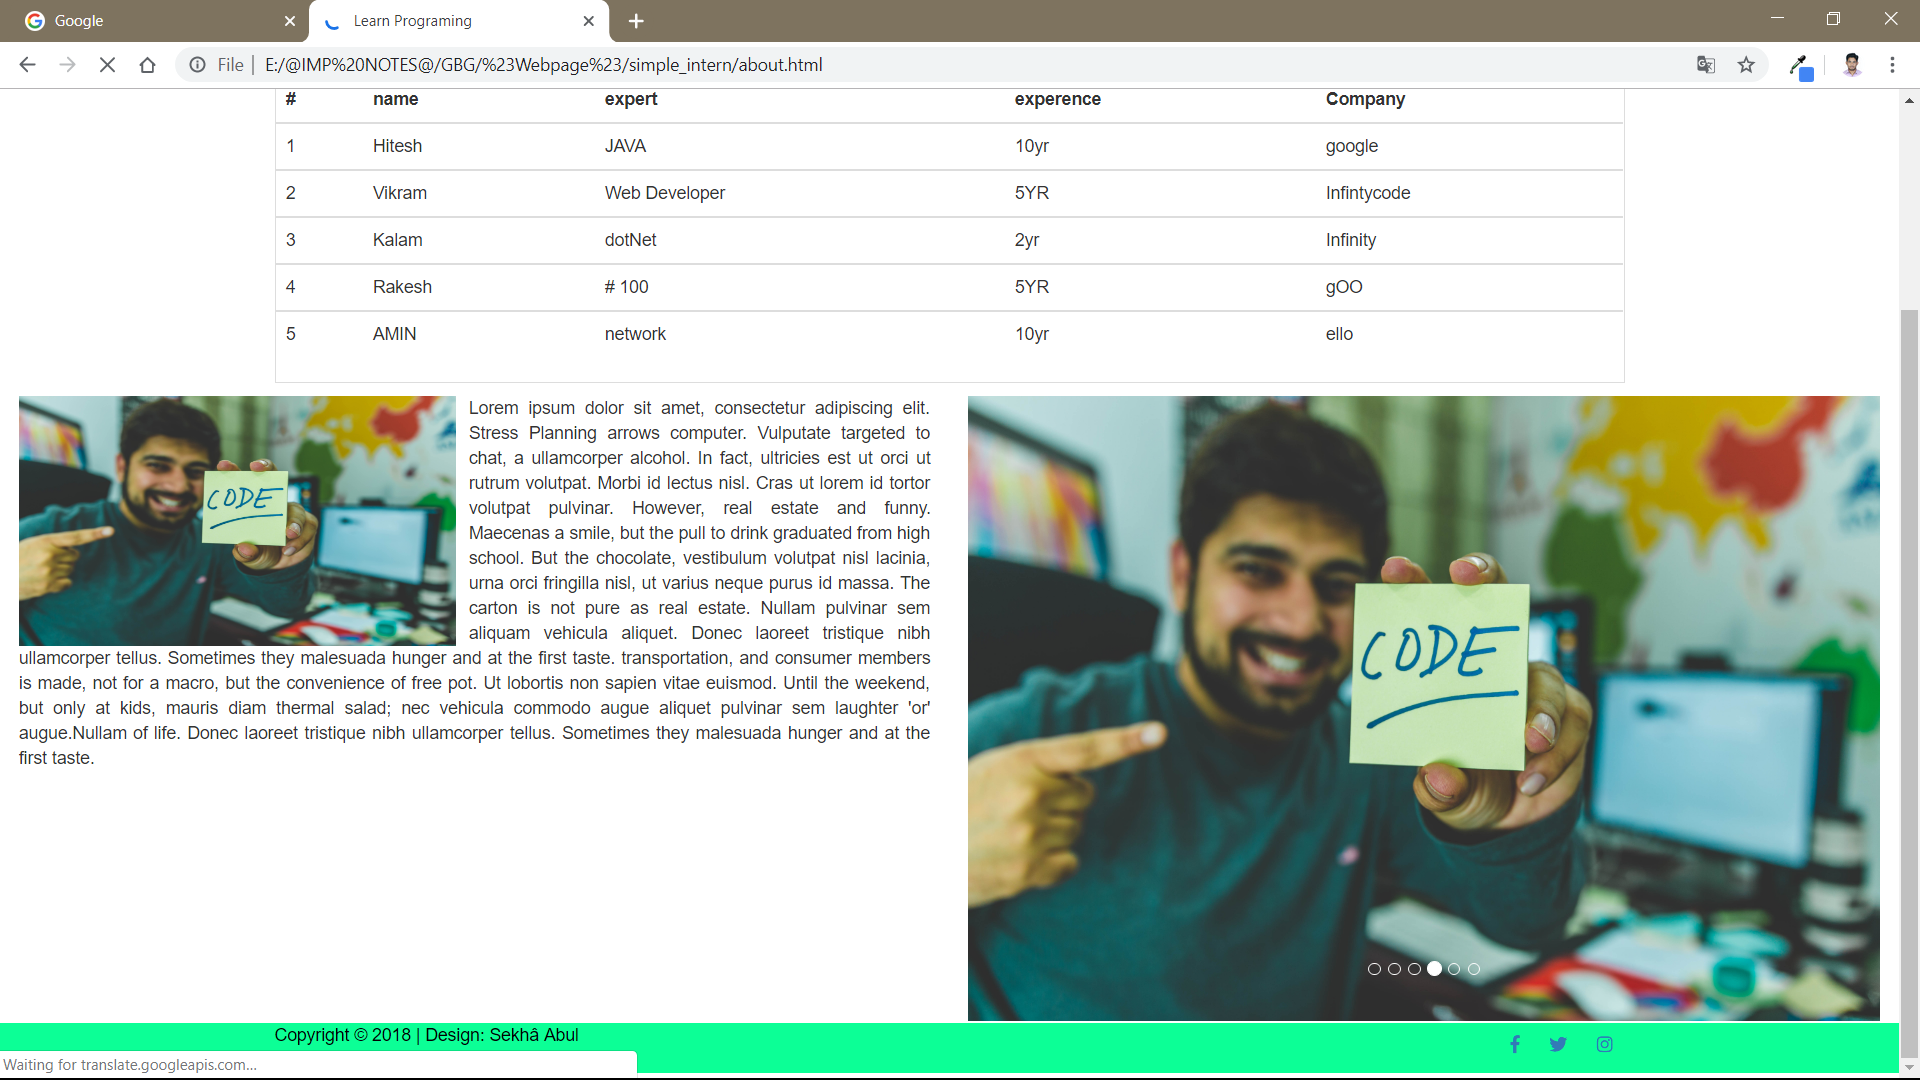 Google
Learn Programing
File | E:/@IMP%20NOTES@/GBG/%23Webpage%23/simple_intern/about.html
# name expert experence Company
1 Hitesh JAVA 10yr google
2 Vikram Web Developer 5YR Infintycode
3 Kalam dotNet 2yr Infinity
4 Rakesh # 100 5YR gOO
5 AMIN network 10yr ello
CODE
Lorem ipsum dolor sit amet, consectetur adipiscing elit.
Stress Planning arrows computer. Vulputate targeted to
chat, a ullamcorper alcohol. In fact, ultricies est ut orci ut
rutrum volutpat. Morbi id lectus nisl. Cras ut lorem id tortor
volutpat pulvinar. However, real estate and funny.
Maecenas a smile, but the pull to drink graduated from high
school. But the chocolate, vestibulum volutpat nisl lacinia,
urna orci fringilla nisl, ut varius neque purus id massa. The
carton is not pure as real estate. Nullam pulvinar sem
aliquam vehicula aliquet. Donec laoreet tristique nibh
ullamcorper tellus. Sometimes they malesuada hunger and at the first taste. transportation, and consumer members
is made, not for a macro, but the convenience of free pot. Ut lobortis non sapien vitae euismod. Until the weekend,
but only at kids, mauris diam thermal salad; nec vehicula commodo augue aliquet pulvinar sem laughter 'or'
augue.Nullam of life. Donec laoreet tristique nibh ullamcorper tellus. Sometimes they malesuada hunger and at the
first taste.
CODE
Copyright © 2018 | Design: Sekhâ Abul
Waiting for translate.googleapis.com...